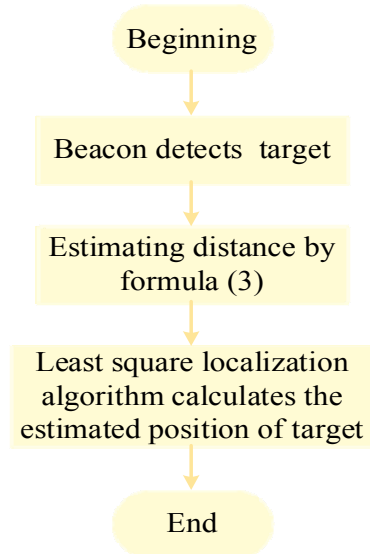 Beginning
Beacon detects target
Estimating distance by
formula (3)
Least square localization
algorithm calculates the
estimated position of target
End